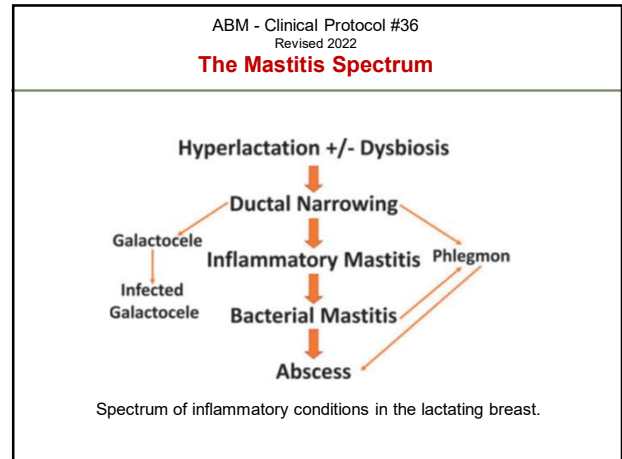 ABM - Clinical Protocol #36
Revised 2022
The Mastitis Spectrum
Hyperlactation +/- Dysbiosis
Ductal Narrowing
Galactocele
Inflammatory Mastitis
Phlegmon
Infected
Galactocele
Bacterial Mastitis
Abscess
Spectrum of inflammatory conditions in the lactating breast.